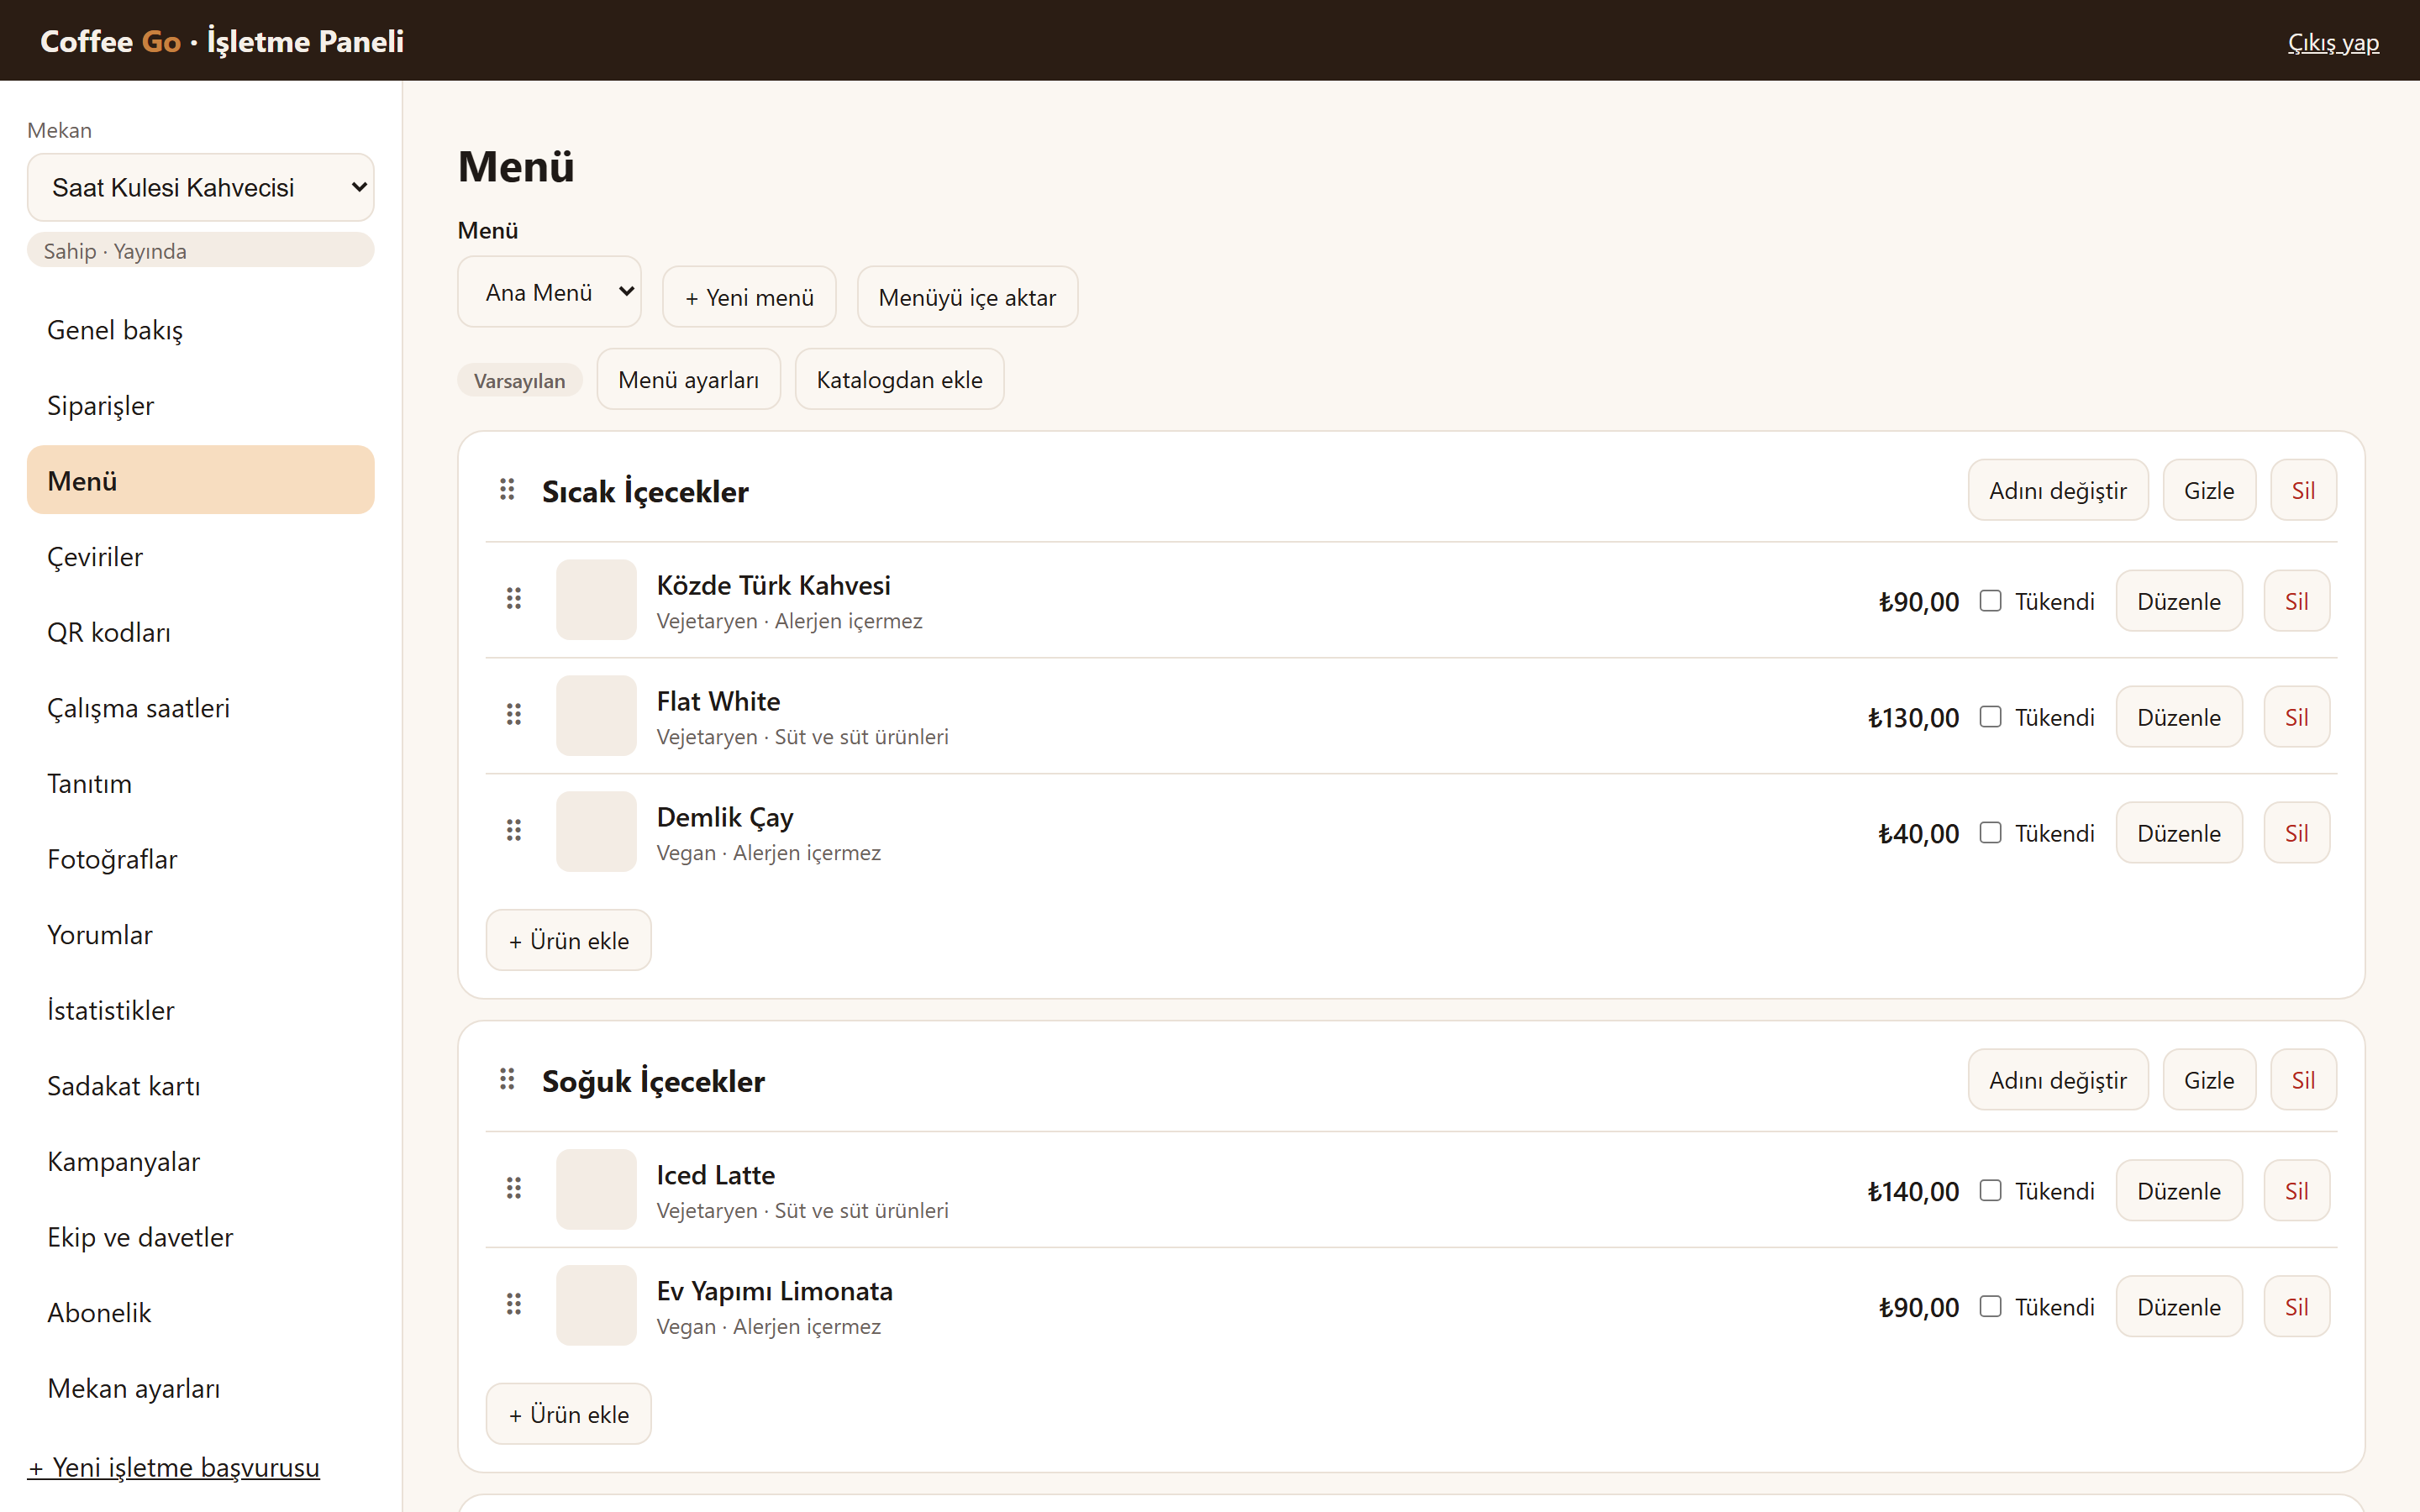 Coffee Go · İşletme Paneli
Çıkış yap
Mekan
Saat Kulesi Kahvecisi
Sahip · Yayında
Genel bakış
Siparişler
Menü
Çeviriler
QR kodları
Çalışma saatleri
Tanıtım
Fotoğraflar
Yorumlar
İstatistikler
Sadakat kartı
Kampanyalar
Ekip ve davetler
Abonelik
Mekan ayarları
+ Yeni işletme başvurusu
Menü
Menü
Ana Menü
+ Yeni menü
Menüyü içe aktar
Varsayılan
Menü ayarları
Katalogdan ekle
Sıcak İçecekler
Adını değiştir
Gizle
Sil
Közde Türk Kahvesi
Vejetaryen · Alerjen içermez
₺90,00
Tükendi
Düzenle
Sil
Flat White
Vejetaryen · Süt ve süt ürünleri
₺130,00
Tükendi
Düzenle
Sil
Demlik Çay
Vegan · Alerjen içermez
₺40,00
Tükendi
Düzenle
Sil
+ Ürün ekle
Soğuk İçecekler
Adını değiştir
Gizle
Sil
Iced Latte
Vejetaryen · Süt ve süt ürünleri
₺140,00
Tükendi
Düzenle
Sil
Ev Yapımı Limonata
Vegan · Alerjen içermez
₺90,00
Tükendi
Düzenle
Sil
+ Ürün ekle